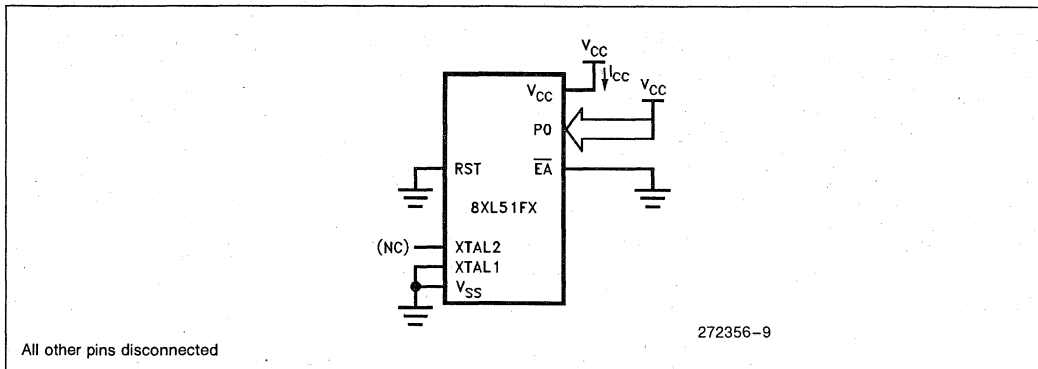 VCC
ICC
VCC
VCC
P0
RST
EA
8XL51FX
(NC)
XTAL2
XTAL1
VSS
272356-9
All other pins disconnected